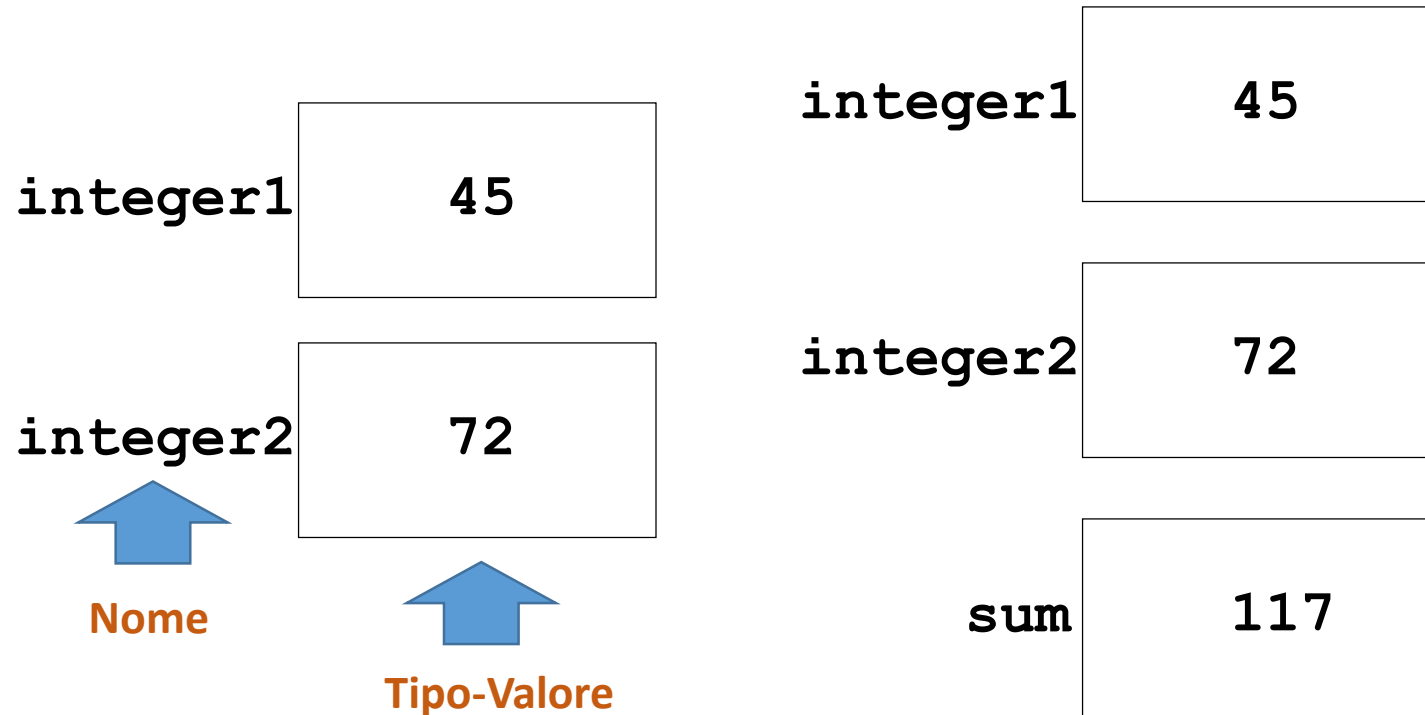 integer1 45
integer2 72
Nome
Tipo-Valore
integer1 45
integer2 72
sum 117